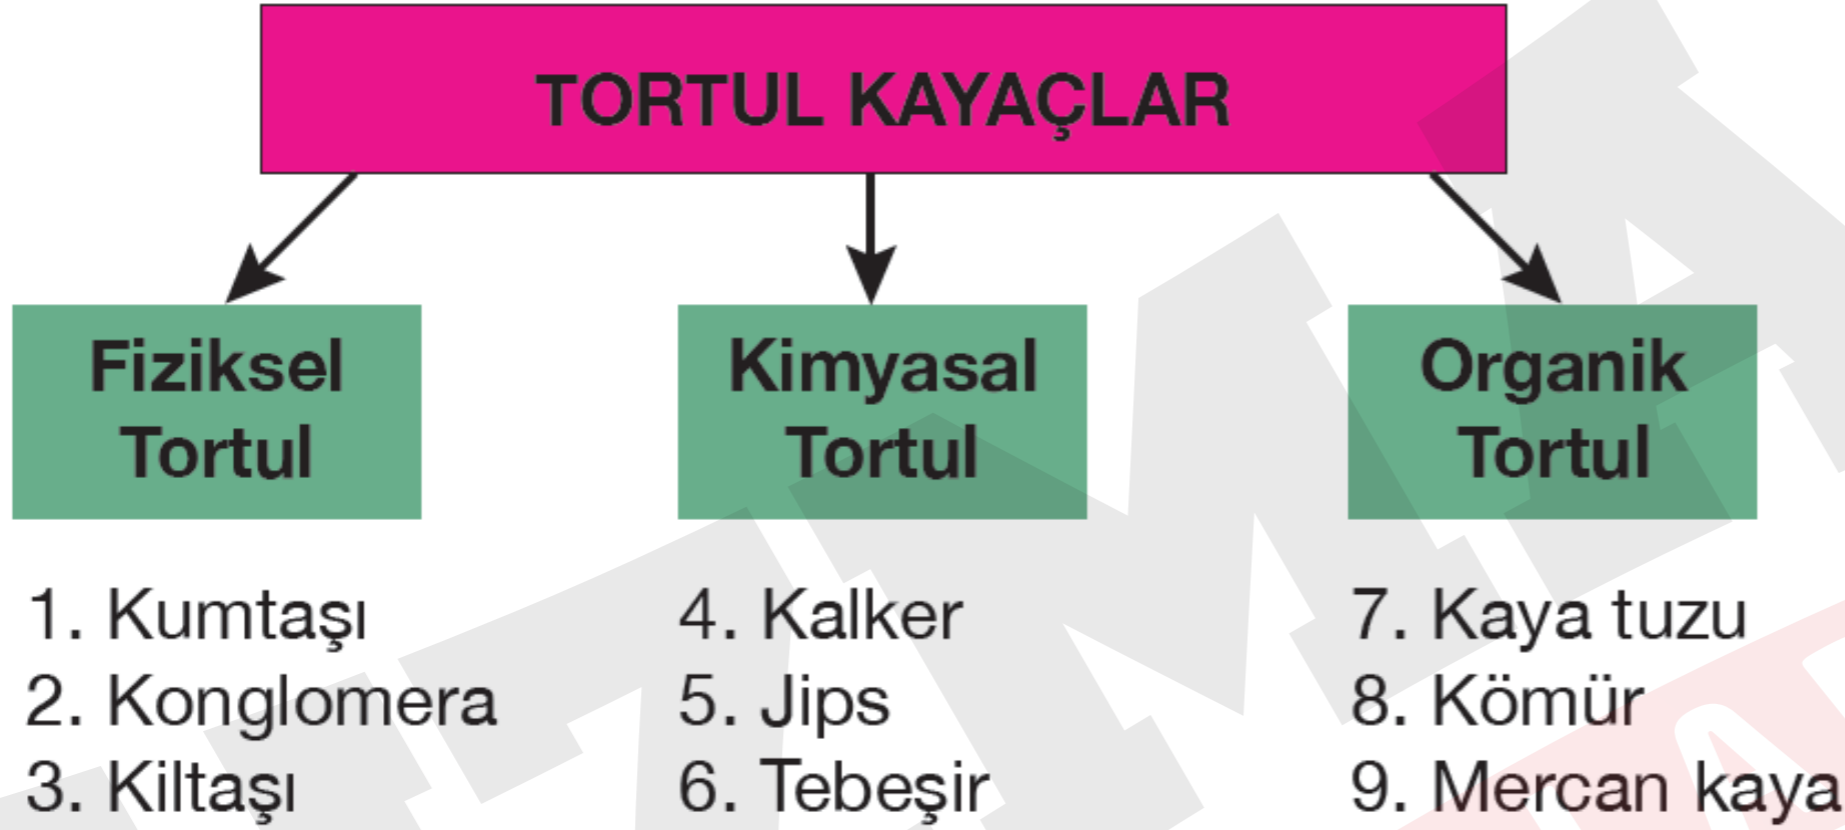 TORTUL KAYAÇLAR
Fiziksel
Tortul
1. Kumtaşı
2. Konglomera
3. Kiltaşı
Kimyasal
Tortul
4. Kalker
5. Jips
6. Tebeşir
Organik
Tortul
7. Kaya tuzu
8. Kömür
9. Mercan kaya